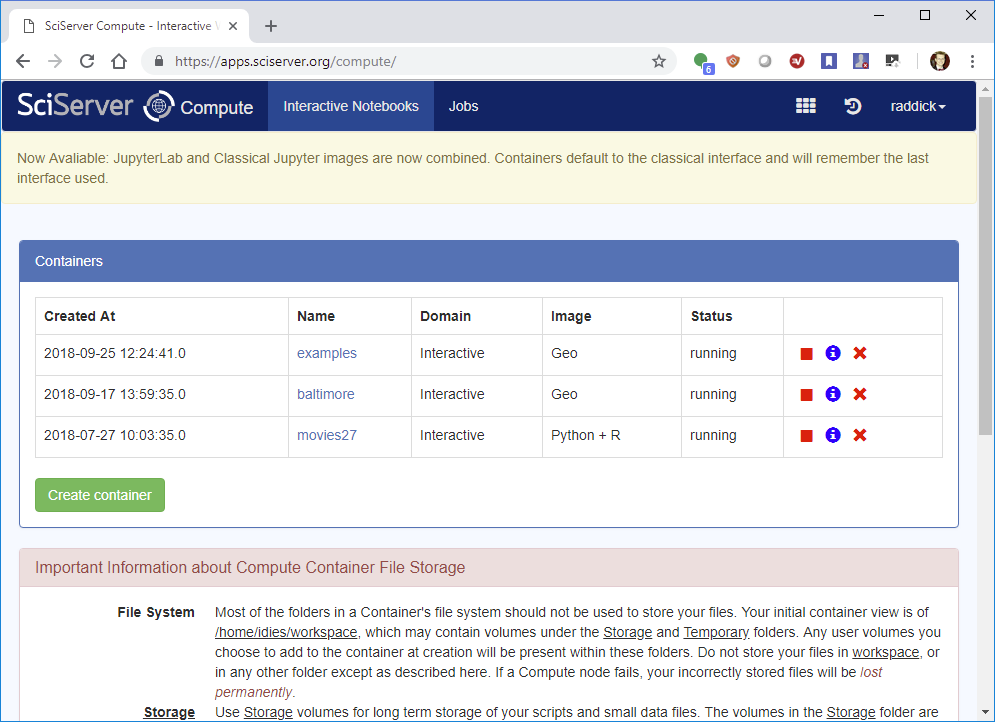 SciServer Compute - Interactive
https://apps.sciserver.org/compute/
6
SciServer Compute Interactive Notebooks Jobs raddick
Now Avaliable: JupyterLab and Classical Jupyter images are now combined. Containers default to the classical interface and will remember the last
interface used.
Containers
Created At Name Domain Image Status
2018-09-25 12:24:41.0 examples Interactive Geo running
2018-09-17 13:59:35.0 baltimore Interactive Geo running
2018-07-27 10:03:35.0 movies27 Interactive Python + R running
Create container
Important Information about Compute Container File Storage
File System Most of the folders in a Container's file system should not be used to store your files. Your initial container view is of
/home/idies/workspace, which may contain volumes under the Storage and Temporary folders. Any user volumes you
choose to add to the container at creation will be present within these folders. Do not store your files in workspace, or
in any other folder except as described here. If a Compute node fails, your incorrectly stored files will be lost
permanently.
Storage Use Storage volumes for long term storage of your scripts and small data files. The volumes in the Storage folder are